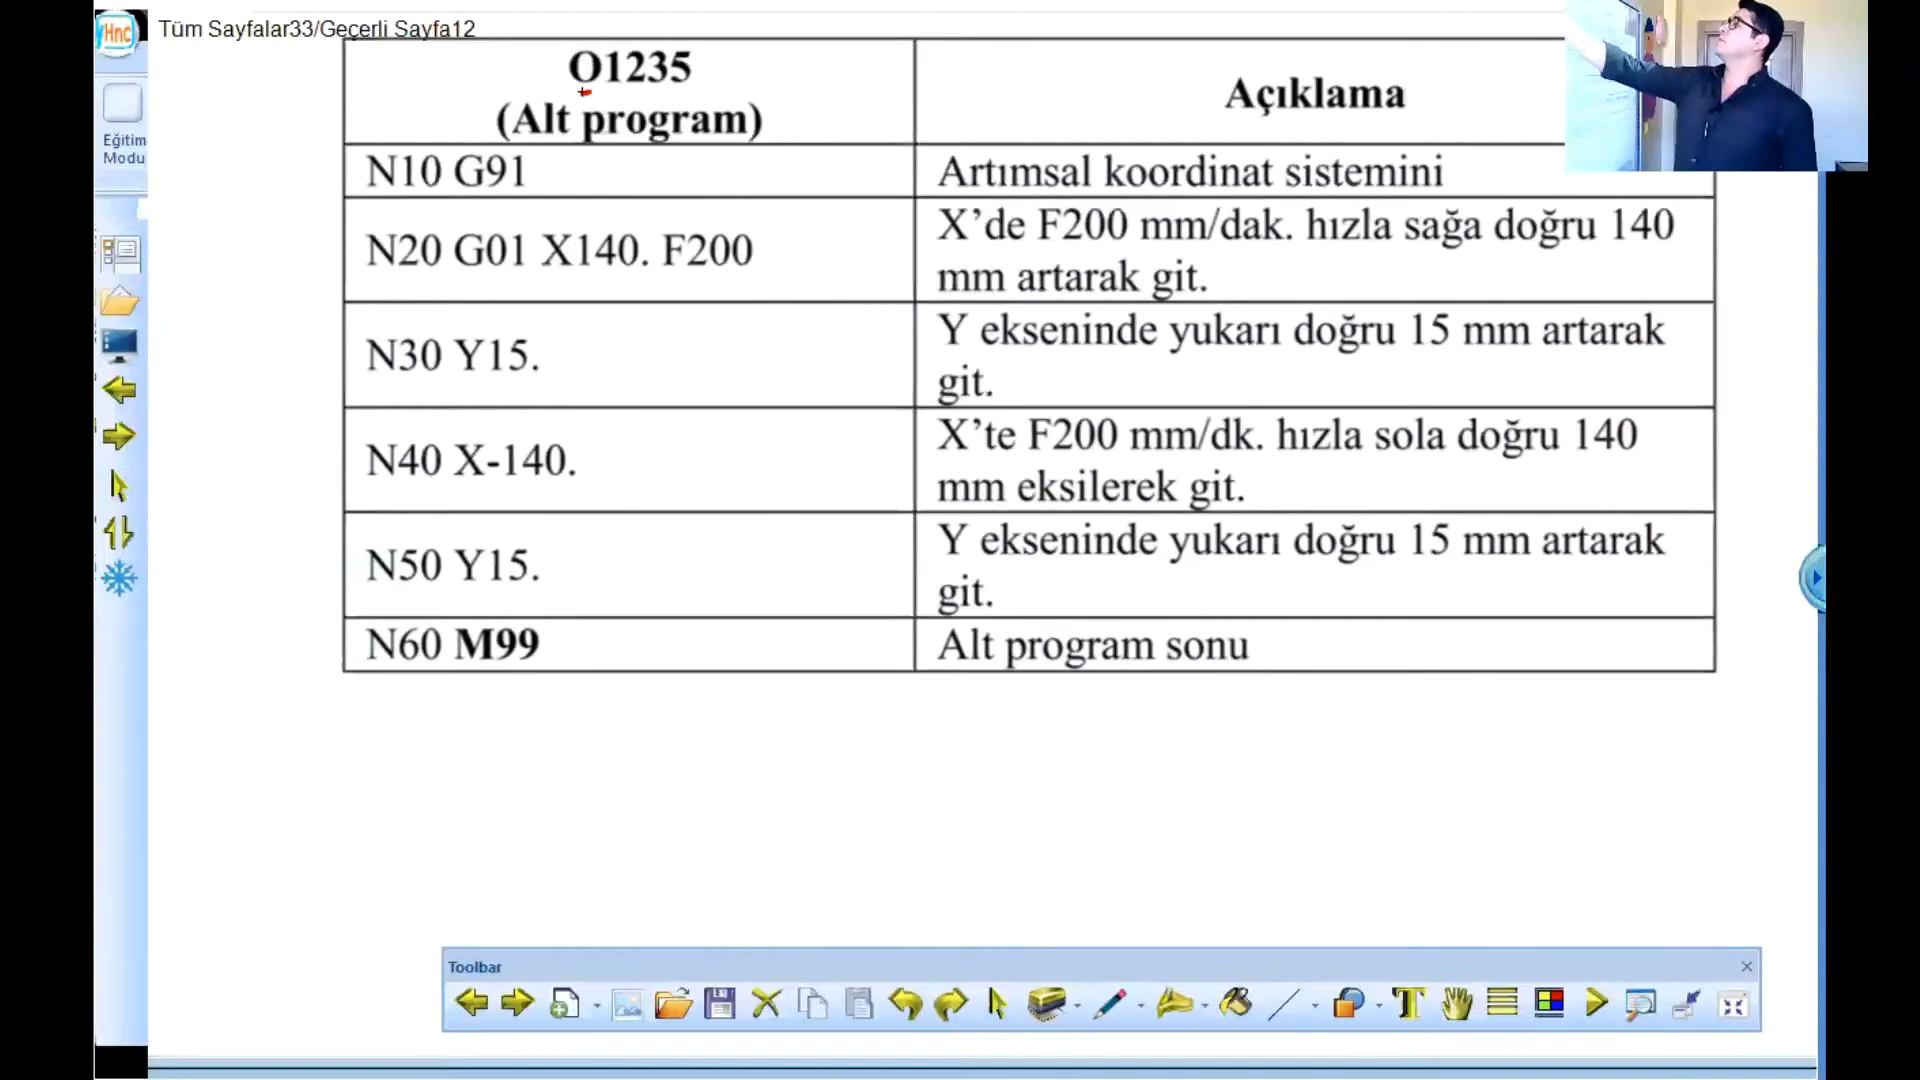 Hnc
Tüm Sayfalar33/Geçerli Sayfa12
Eğitim
Modu
O1235
(Alt program)
Açıklama
N10 G91
Artımsal koordinat sistemini
N20 G01 X140. F200
X’de F200 mm/dak. hızla sağa doğru 140
mm artarak git.
N30 Y15.
Y ekseninde yukarı doğru 15 mm artarak
git.
N40 X-140.
X’te F200 mm/dk. hızla sola doğru 140
mm eksilerek git.
N50 Y15.
Y ekseninde yukarı doğru 15 mm artarak
git.
N60 M99
Alt program sonu
Toolbar